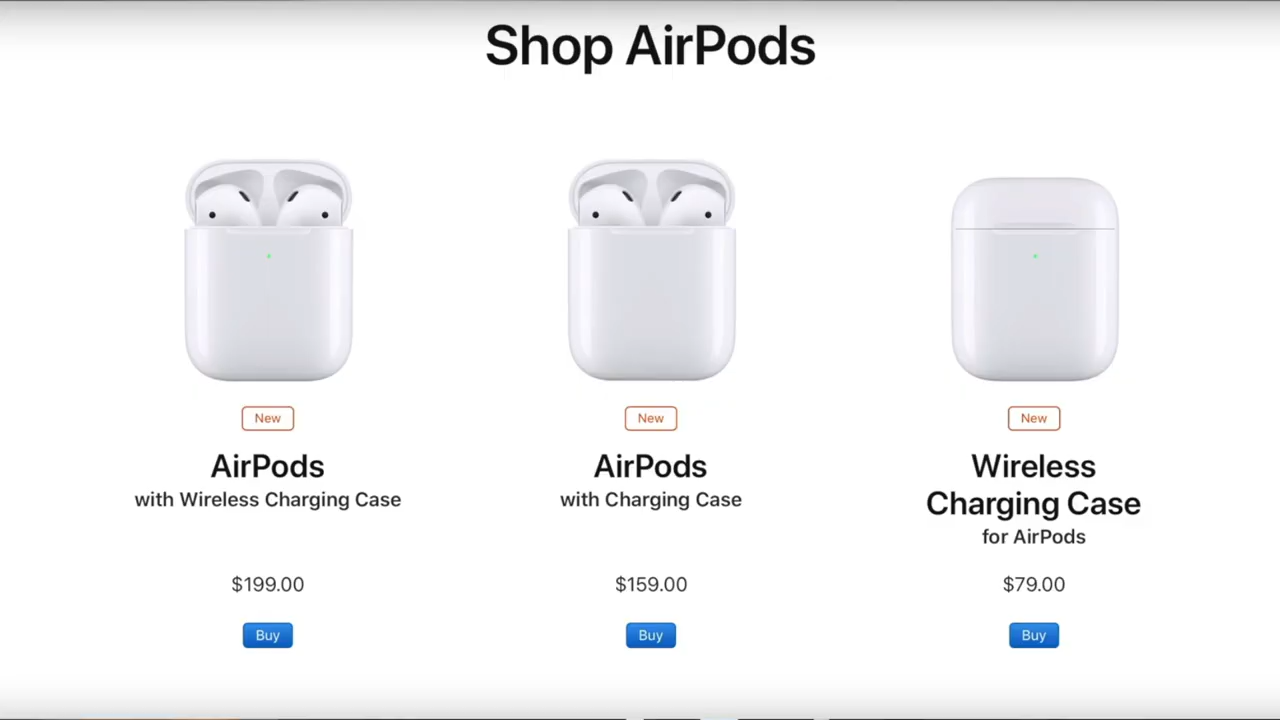 Shop AirPods
New
AirPods
with Wireless Charging Case
$199.00
Buy
New
AirPods
with Charging Case
$159.00
Buy
New
Wireless
Charging Case
for AirPods
$79.00
Buy